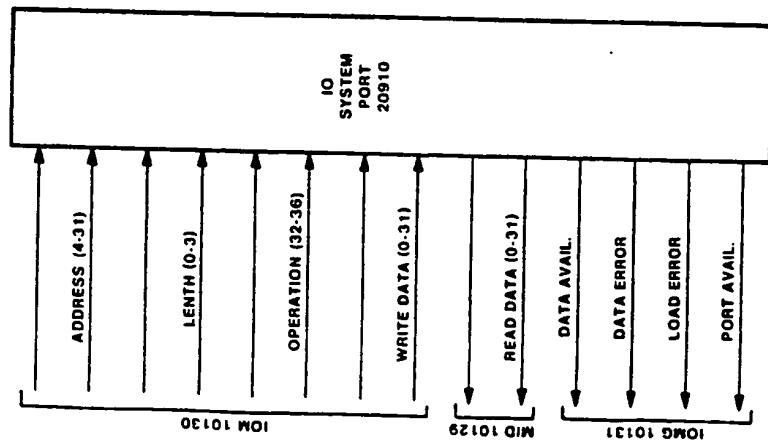 IO
SYSTEM
PORT
20910
ADDRESS (4-31)
LENTH (0-3)
OPERATION (32-36)
WRITE DATA (0-31)
READ DATA (0-31)
DATA AVAIL.
DATA ERROR
LOAD ERROR
PORT AVAIL.
IOM 10130
MID 10129
IOMG 10131